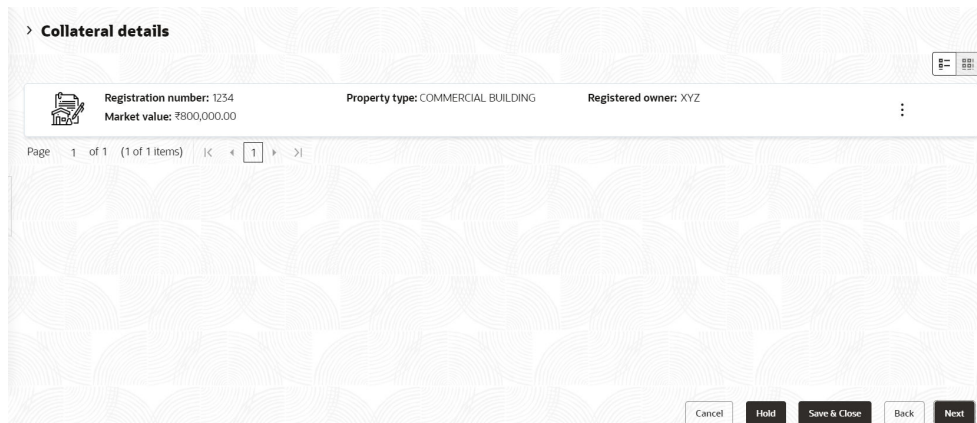 Collateral details
Registration number: 1234 Property type: COMMERCIAL BUILDING Registered owner: XYZ
Market value: ₹800,000.00
Page 1 of 1 (1 of 1 items) 1
Cancel Hold Save & Close Back Next